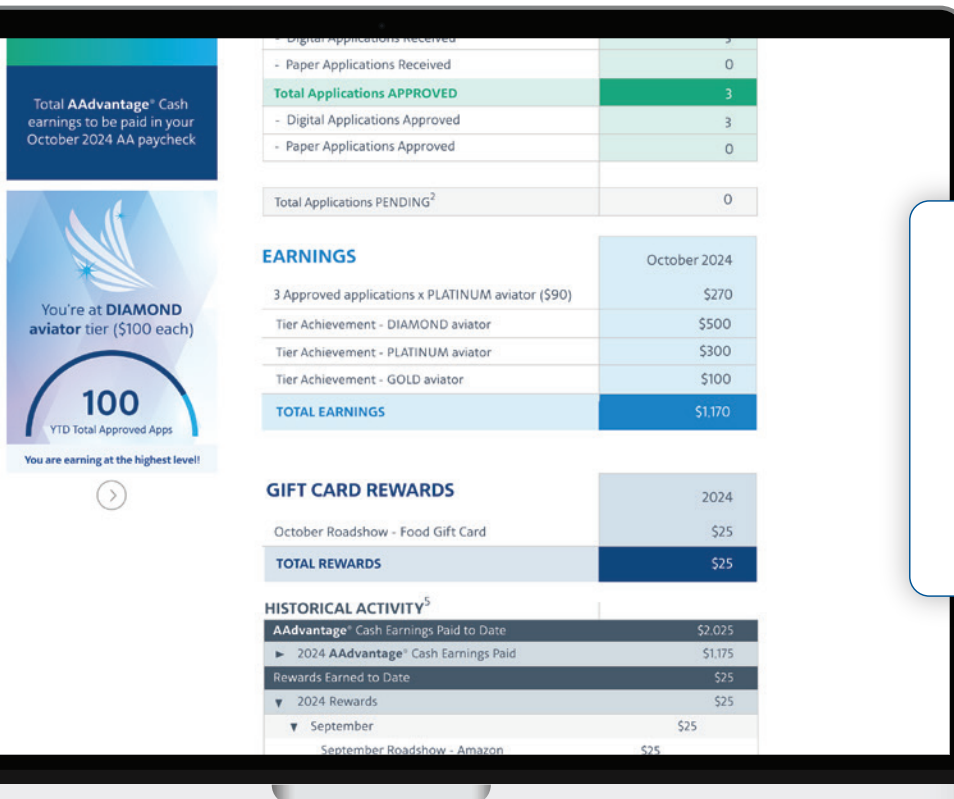 - Digital Applications Received
- Paper Applications Received 0
Total Applications APPROVED 3
- Digital Applications Approved 3
- Paper Applications Approved 0
Total Applications PENDING2 0
Total AAdvantage® Cash
earnings to be paid in your
October 2024 AA paycheck
You're at DIAMOND
aviator tier ($100 each)
100
YTD Total Approved Apps
You are earning at the highest level!
EARNINGS October 2024
3 Approved applications x PLATINUM aviator ($90) $270
Tier Achievement - DIAMOND aviator $500
Tier Achievement - PLATINUM aviator $300
Tier Achievement - GOLD aviator $100
TOTAL EARNINGS $1,170
GIFT CARD REWARDS 2024
October Roadshow - Food Gift Card $25
TOTAL REWARDS $25
HISTORICAL ACTIVITY5
AAdvantage® Cash Earnings Paid to Date $2,025
► 2024 AAdvantage® Cash Earnings Paid $1,175
Rewards Earned to Date $25
▼ 2024 Rewards $25
▼ September $25
September Roadshow - Amazon $25